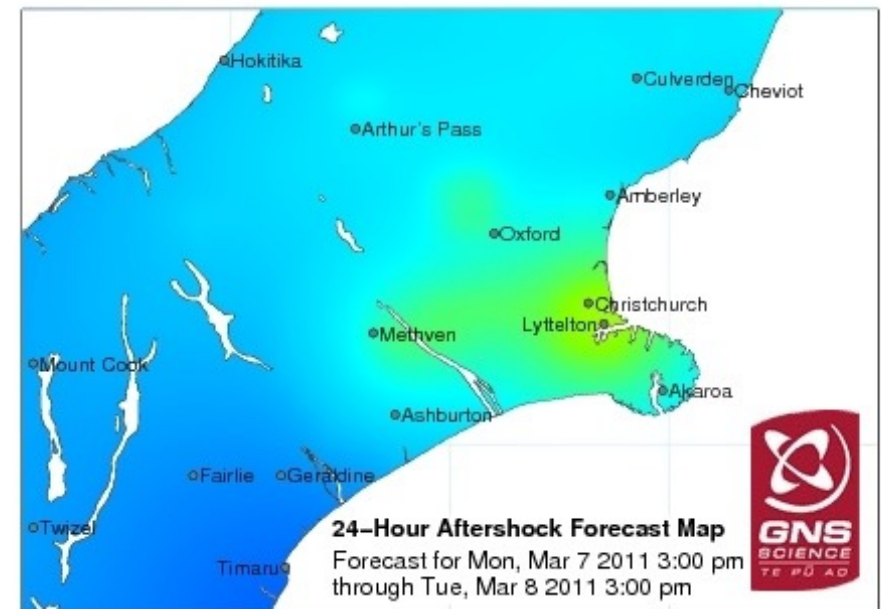 Hokitika
Culverden
Cheviot
Arthur's Pass
Amberley
Oxford
Christchurch
Lyttelton
Methven
Mount Cook
Akaroa
Ashburton
Fairlie
Geraldine
Twizel
Timaru
24-Hour Aftershock Forecast Map
Forecast for Mon, Mar 7 2011 3:00 pm
through Tue, Mar 8 2011 3:00 pm
GNS
SCIENCE
TE PŪ AO